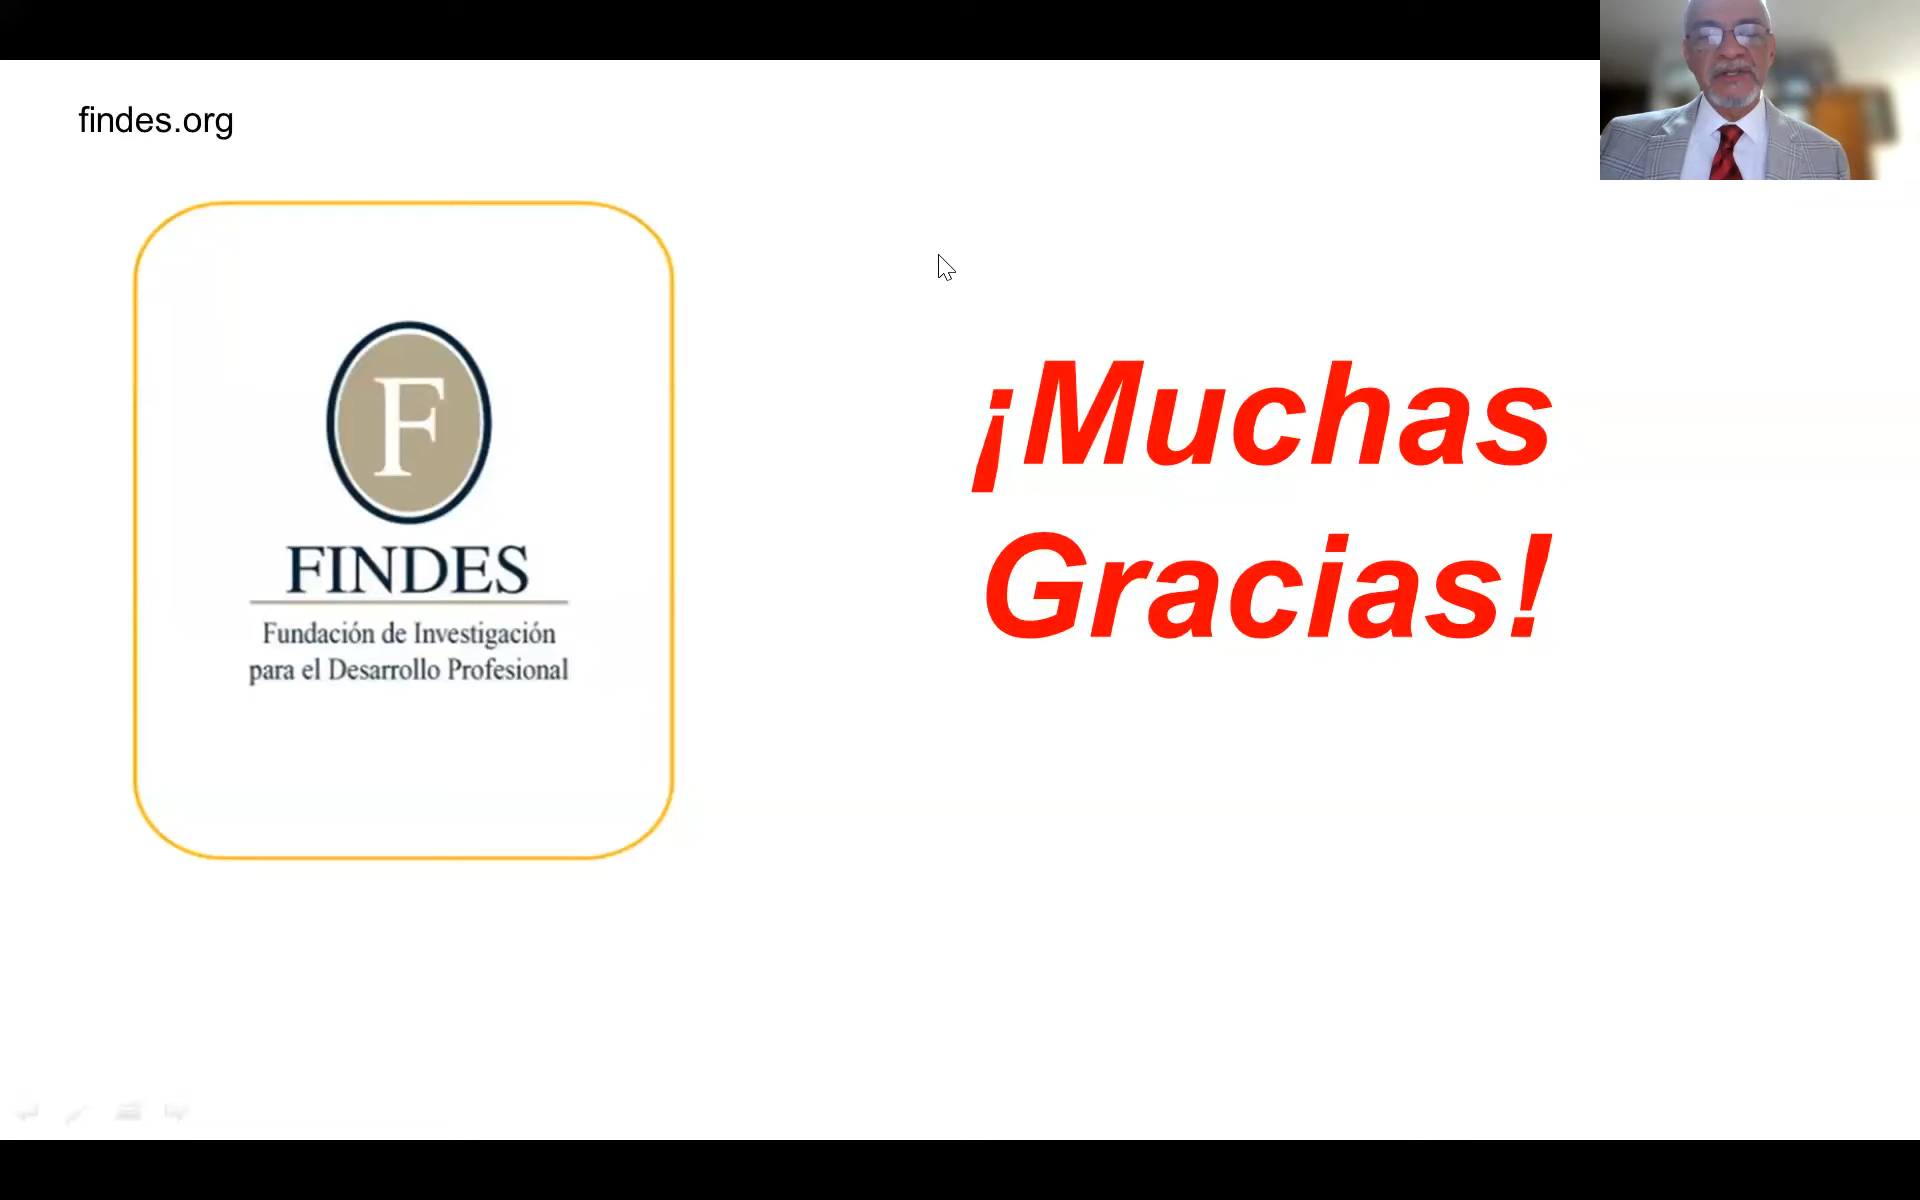 findes.org
F
FINDES
Fundación de Investigación
para el Desarrollo Profesional
¡Muchas
Gracias!